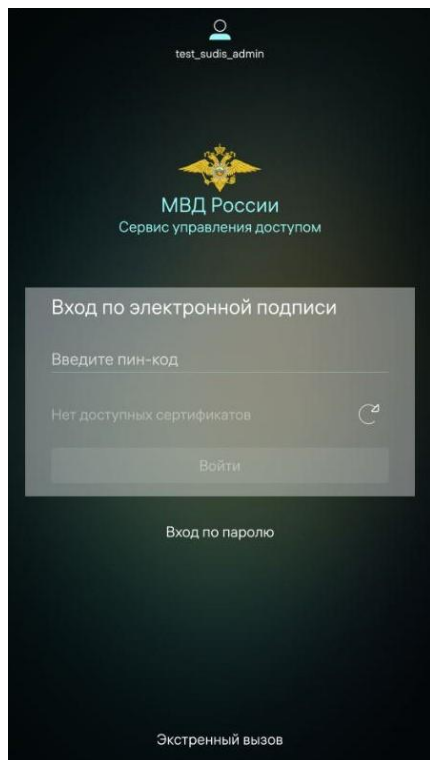 test_sudis_admin
МВД России
Сервис управления доступом
Вход по электронной подписи
Введите пин-код
Нет доступных сертификатов
Войти
Вход по паролю
Экстренный вызов